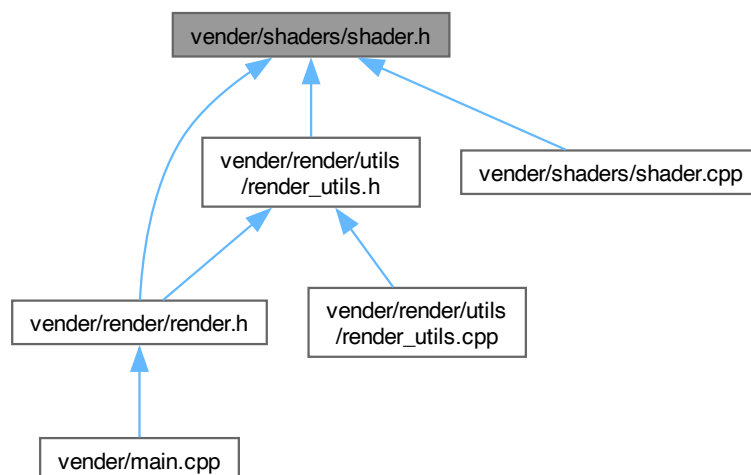 vender/shaders/shader.h
vender/render/utils
/render_utils.h
vender/shaders/shader.cpp
vender/render/render.h
vender/render/utils
/render_utils.cpp
vender/main.cpp